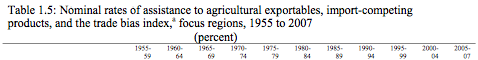 Table 1.5: Nominal rates of assistance to agricultural exportables, import-competing
products, and the trade bias index,a focus regions, 1955 to 2007
(percent)
1955- 1960- 1965- 1970- 1975- 1980- 1985- 1990- 1995- 2000- 2005-
59 64 69 74 79 84 89 94 99 04 07